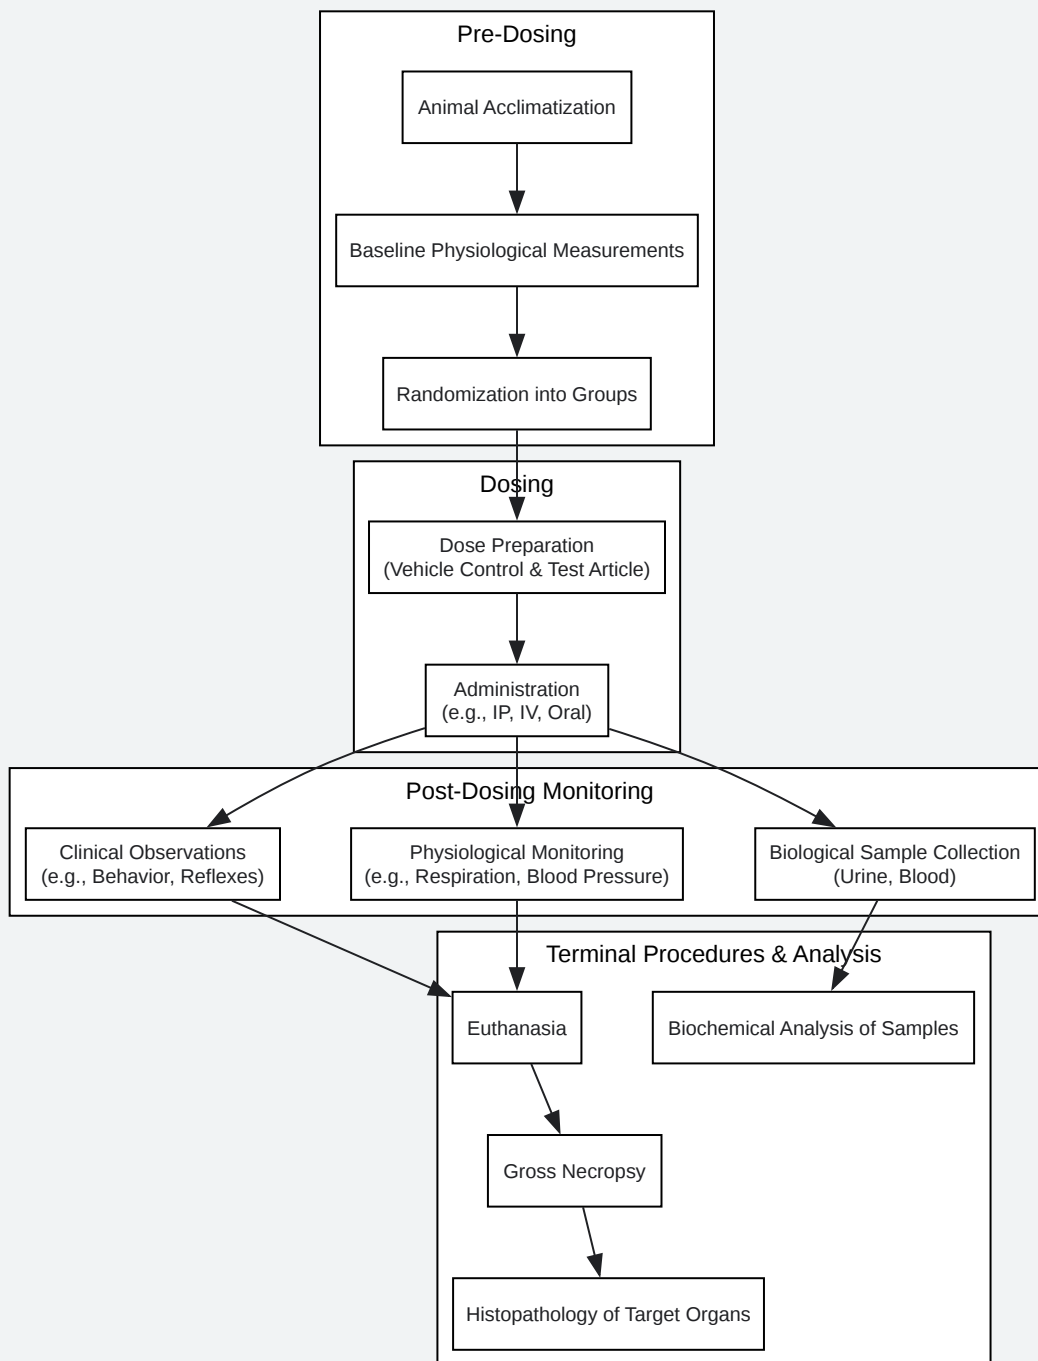 Pre-Dosing
Animal Acclimatization
Baseline Physiological Measurements
Randomization into Groups
Dosing
Dose Preparation
(Vehicle Control & Test Article)
Administration
(e.g., IP, IV, Oral)
Post-Dosing Monitoring
Clinical Observations
(e.g., Behavior, Reflexes)
Physiological Monitoring
(e.g., Respiration, Blood Pressure)
Biological Sample Collection
(Urine, Blood)
Terminal Procedures & Analysis
Euthanasia
Biochemical Analysis of Samples
Gross Necropsy
Histopathology of Target Organs